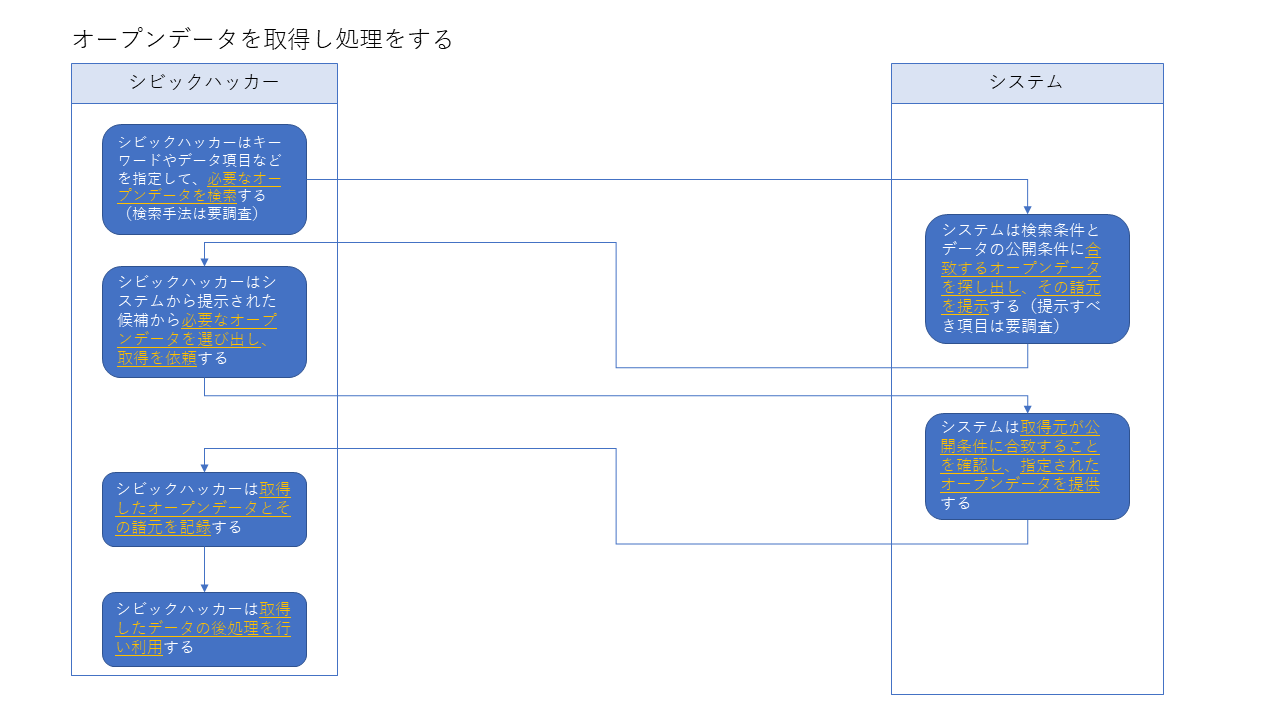 オープンデータを取得し処理をする
シビックハッカー
システム
シビックハッカーはキー
ワードやデータ項目など
を指定して、必要なオー
プンデータを検索する
（検索手法は要調査）
システムは検索条件と
データの公開条件に合
致するオープンデータ
を探し出し、その諸元
を提示する（提示すべ
き項目は要調査）
シビックハッカーはシ
ステムから提示された
候補から必要なオープ
ンデータを選び出し、
取得を依頼する
システムは取得元が公
開条件に合致すること
を確認し、指定された
オープンデータを提供
する
シビックハッカーは取得
したオープンデータとそ
の諸元を記録する
シビックハッカーは取得
したデータの後処理を行
い利用する